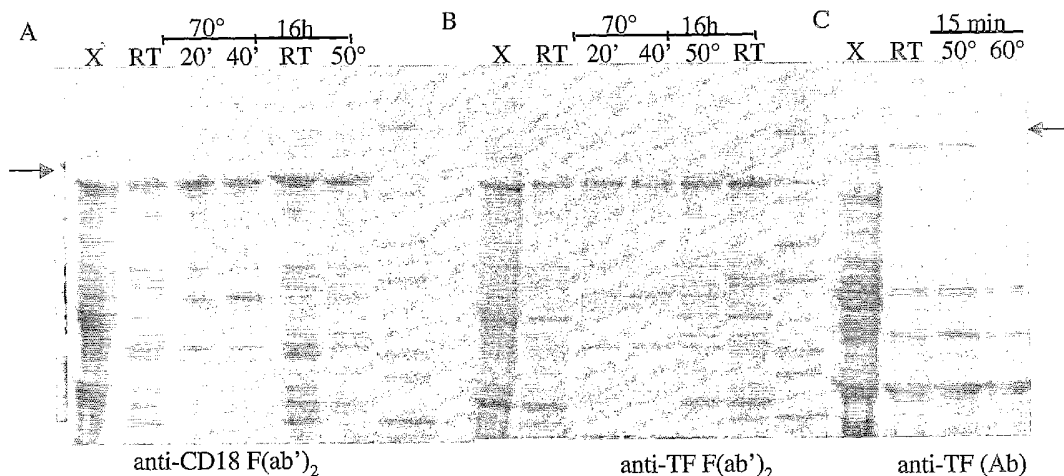 A
70°
16h
X RT 20’ 40’ RT 50°
B
70°
16h
X RT 20’ 40’ 50° RT
C
15 min
X RT 50° 60°
anti-CD18 F(ab’)2
anti-TF F(ab’)2
anti-TF (Ab)